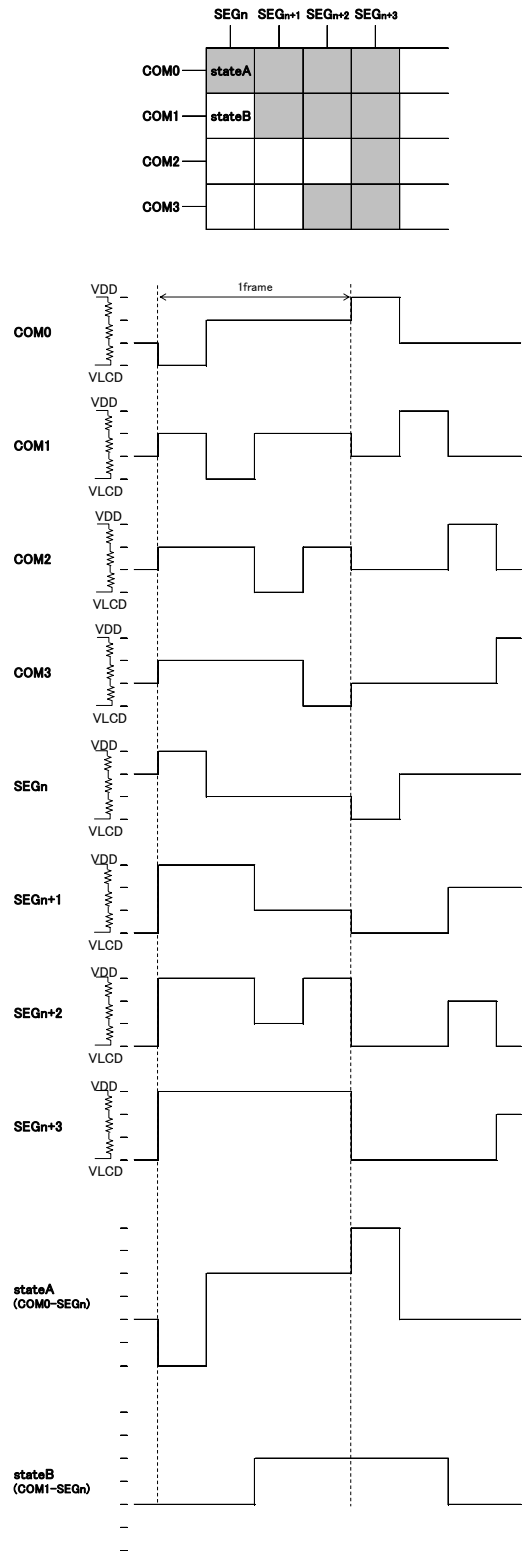 SEGn SEGn+1 SEGn+2 SEGn+3
COM0 stateA
COM1 stateB
COM2
COM3
VDD
1frame
COM0
VLCD
VDD
COM1
VLCD
VDD
COM2
VLCD
VDD
COM3
VLCD
VDD
SEGn
VLCD
VDD
SEGn+1
VLCD
VDD
SEGn+2
VLCD
VDD
SEGn+3
VLCD
stateA
(COM0-SEGn)
stateB
(COM1-SEGn)